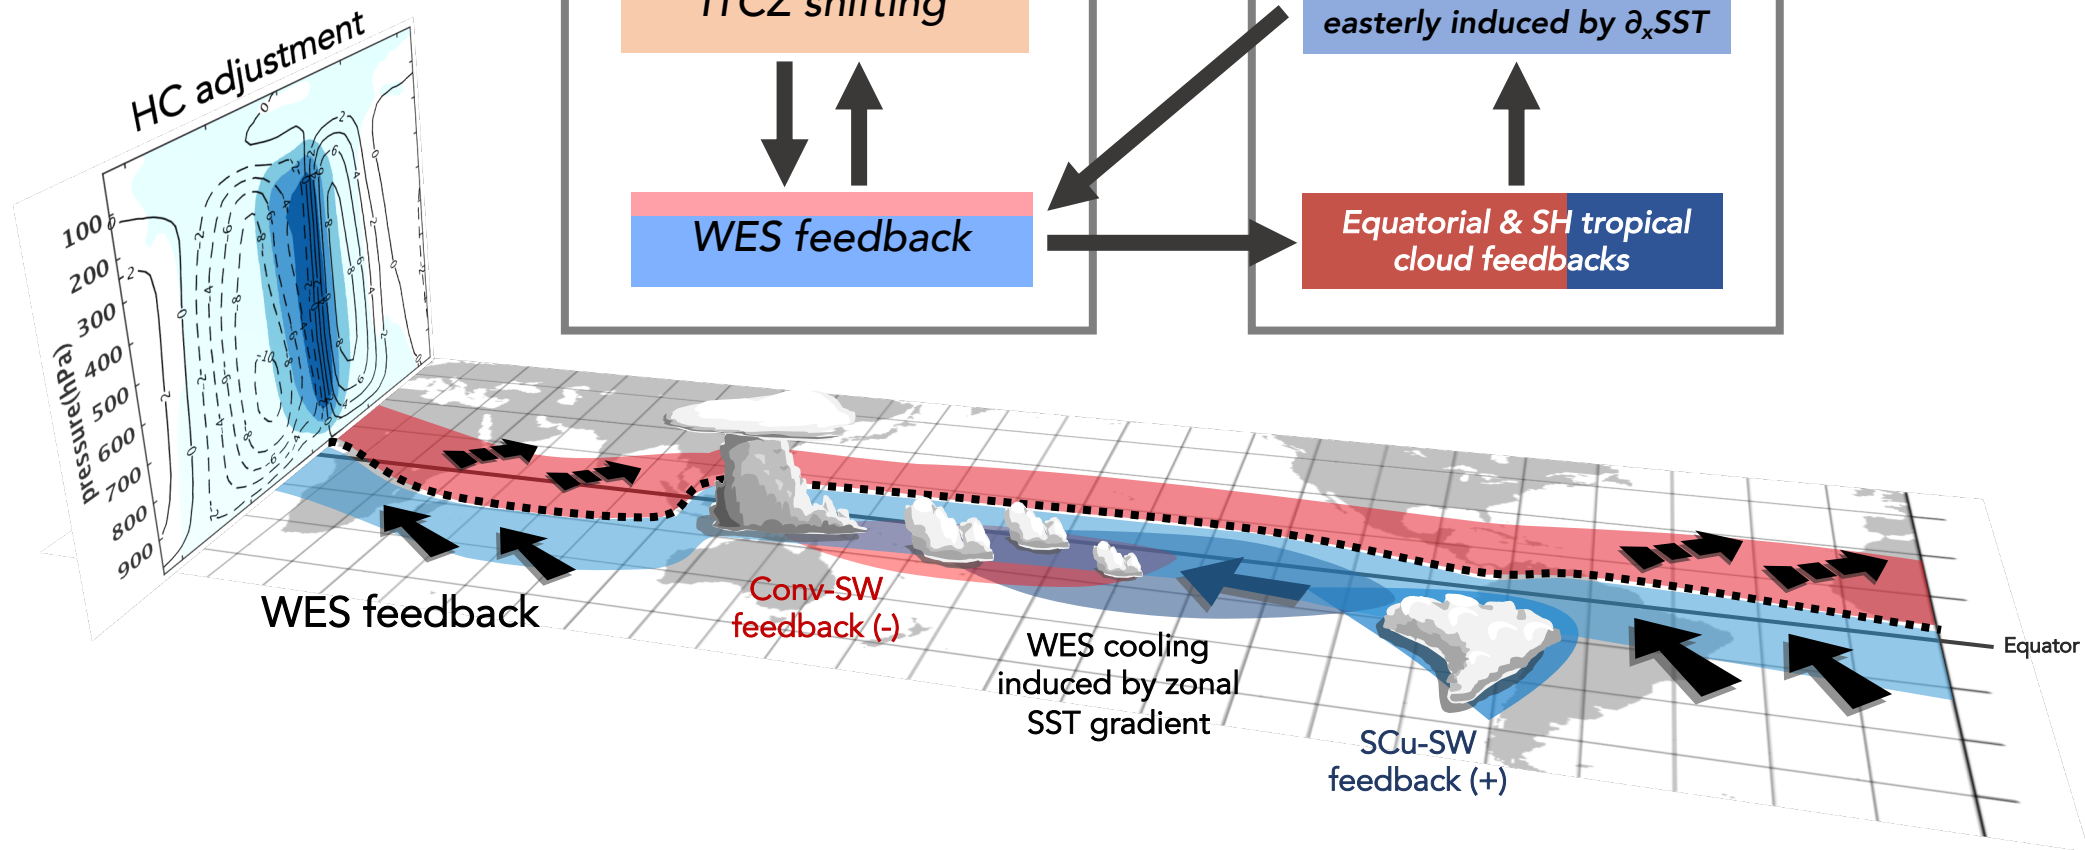 ITCZ shifting
easterly induced by ∂xSST
HC adjustment
WES feedback
Equatorial & SH tropical
cloud feedbacks
100
200
300
400
500
600
700
800
900
pressure(hPa)
WES feedback
Conv-SW
feedback (-)
WES cooling
induced by zonal
SST gradient
SCu-SW
feedback (+)
Equator